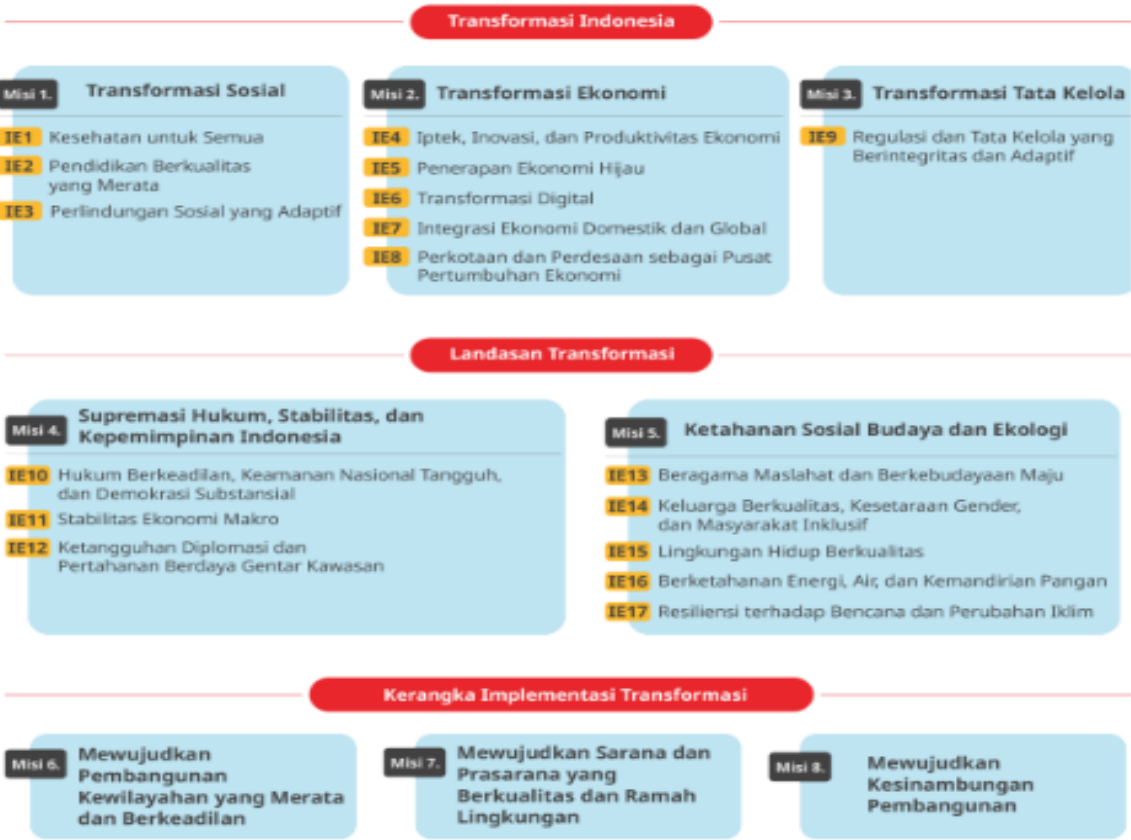 Transformasi Indonesia
Misi 1.
Transformasi Sosial
IE1 Kesehatan untuk Semua
IE2 Pendidikan Berkualitas
yang Merata
IE3 Perlindungan Sosial yang Adaptif
Misi 2.
Transformasi Ekonomi
IE4 Iptek, Inovasi, dan Produktivitas Ekonomi
IE5 Penerapan Ekonomi Hijau
IE6 Transformasi Digital
IE7 Integrasi Ekonomi Domestik dan Global
IE8 Perkotaan dan Perdesaan sebagai Pusat
Pertumbuhan Ekonomi
Misi 3.
Transformasi Tata Kelola
IE9 Regulasi dan Tata Kelola yang
Berintegritas dan Adaptif
Landasan Transformasi
Misi 4.
Supremasi Hukum, Stabilitas, dan
Kepemimpinan Indonesia
IE10 Hukum Berkeadilan, Keamanan Nasional Tangguh,
dan Demokrasi Substansial
IE11 Stabilitas Ekonomi Makro
IE12 Ketangguhan Diplomasi dan
Pertahanan Berdaya Gentar Kawasan
Misi 5.
Ketahanan Sosial Budaya dan Ekologi
IE13 Beragama Maslahat dan Berkebudayaan Maju
IE14 Keluarga Berkualitas, Kesetaraan Gender,
dan Masyarakat Inklusif
IE15 Lingkungan Hidup Berkualitas
IE16 Berketahanan Energi, Air, dan Kemandirian Pangan
IE17 Resiliensi terhadap Bencana dan Perubahan Iklim
Kerangka Implementasi Transformasi
Misi 6.
Mewujudkan
Pembangunan
Kewilayahan yang Merata
dan Berkeadilan
Misi 7.
Mewujudkan Sarana dan
Prasarana yang
Berkualitas dan Ramah
Lingkungan
Misi 8.
Mewujudkan
Kesinambungan
Pembangunan